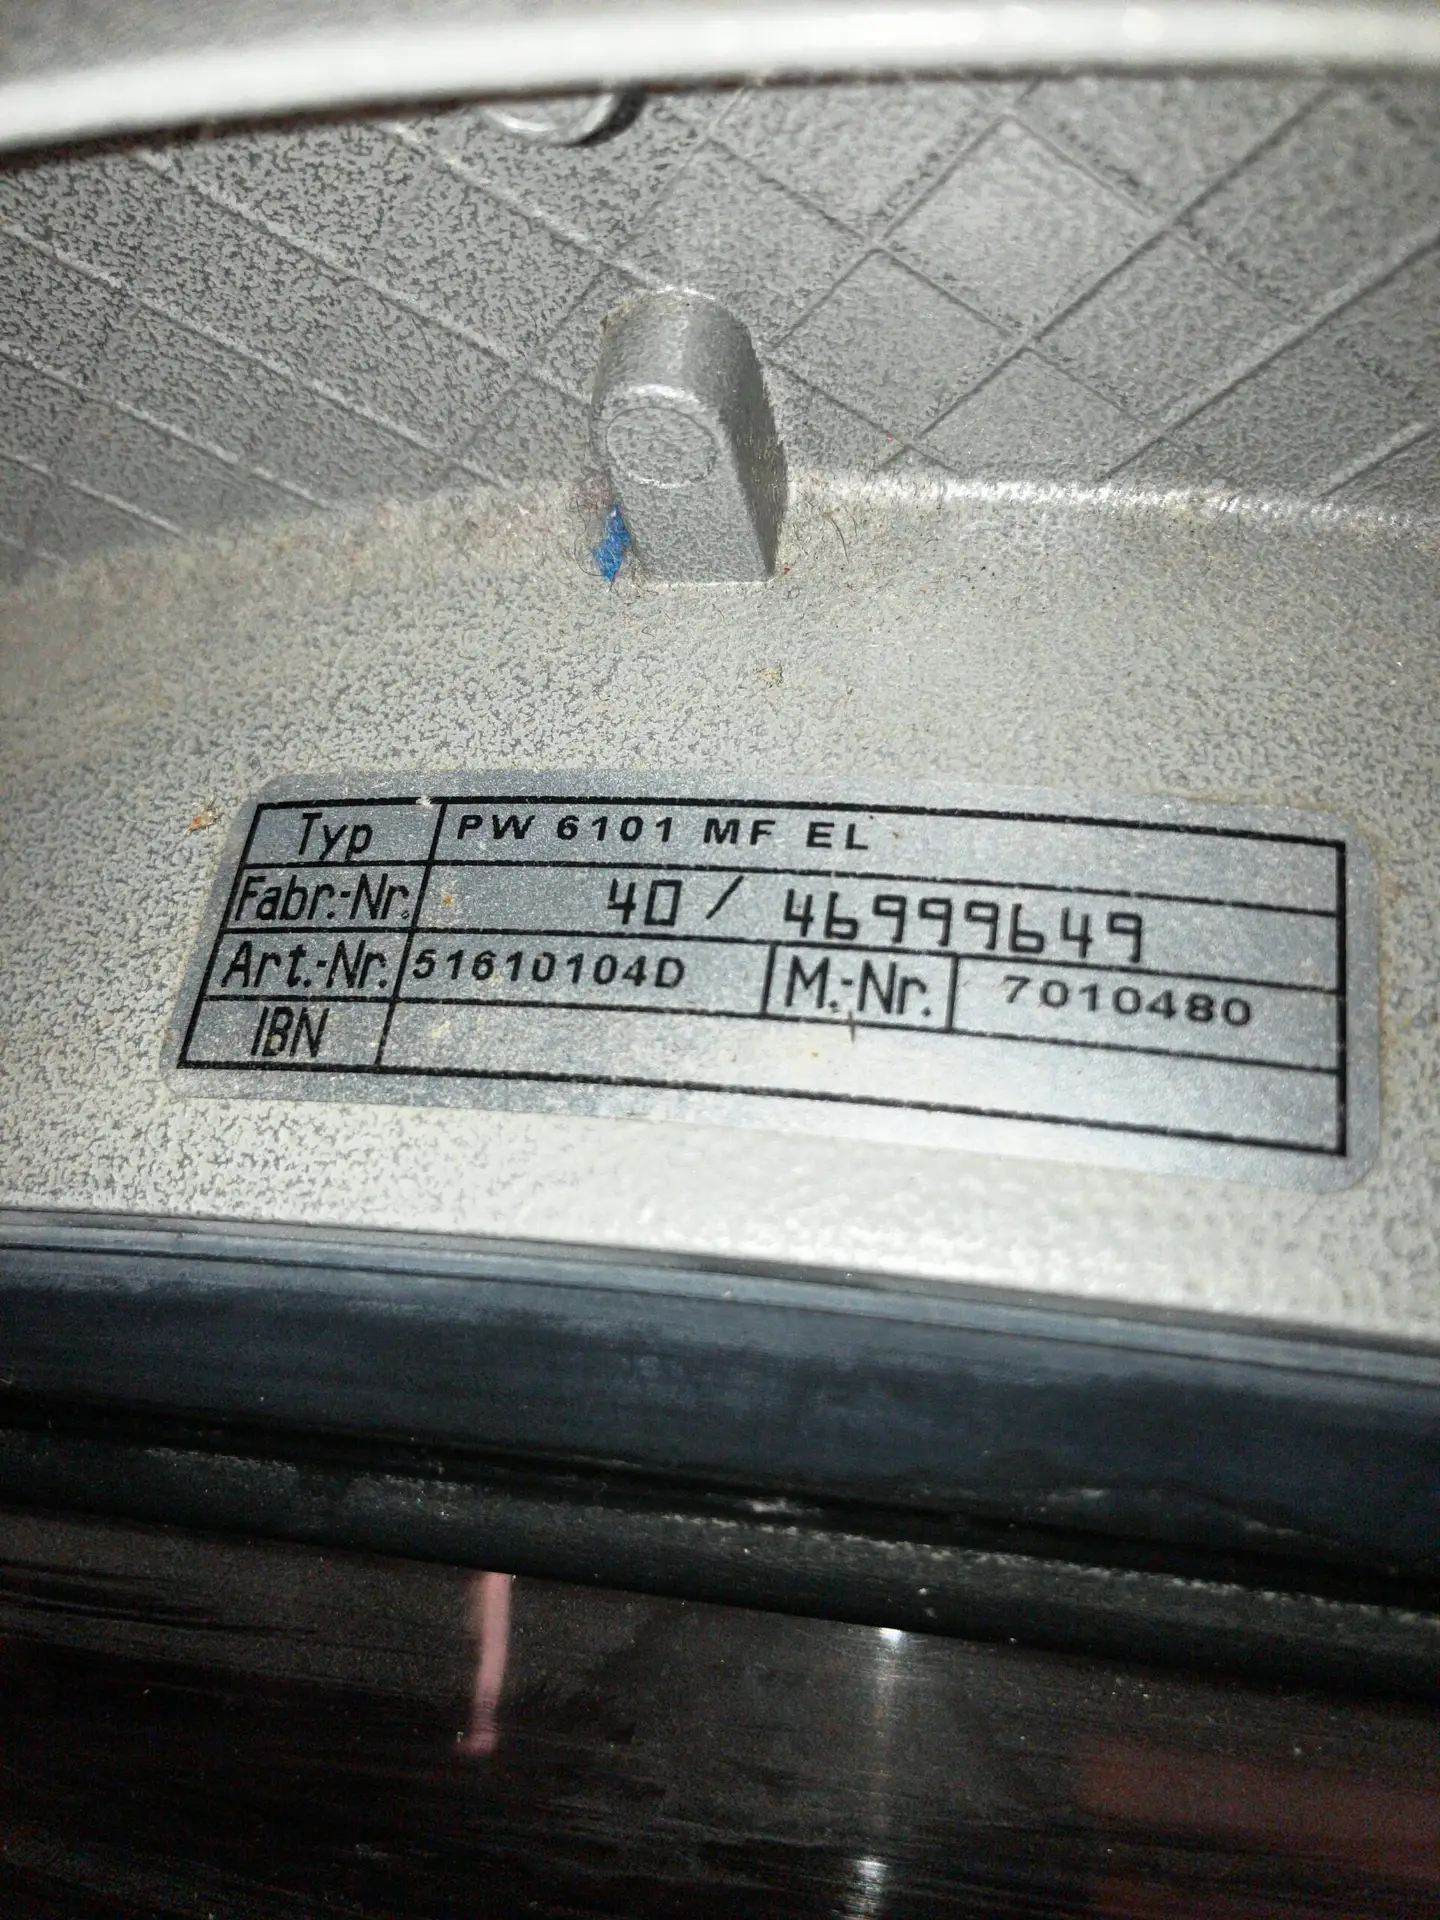 Typ PW 6101 MF EL
Fabr.-Nr. 40 / 46999649
Art.-Nr. 51610104D M.-Nr. 7010480
IBN